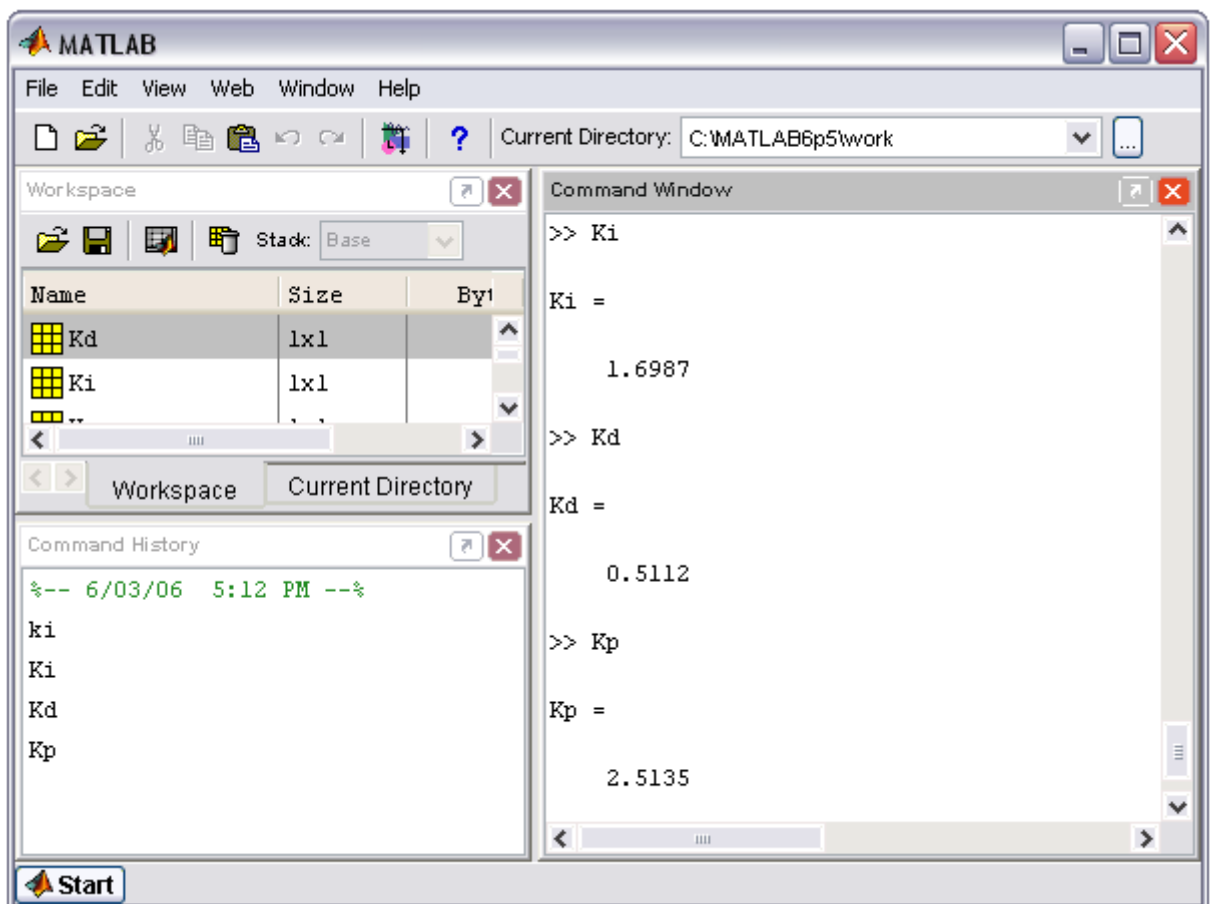 MATLAB
File Edit View Web Window Help
? Current Directory: C:\MATLAB6p5\work ...
Workspace
Stack: Base
Name Size Byt
Kd 1x1
Ki 1x1
Workspace Current Directory
Command History
%-- 6/03/06 5:12 PM --%
ki
Ki
Kd
Kp
Command Window
>> Ki
Ki =
1.6987
>> Kd
Kd =
0.5112
>> Kp
Kp =
2.5135
Start